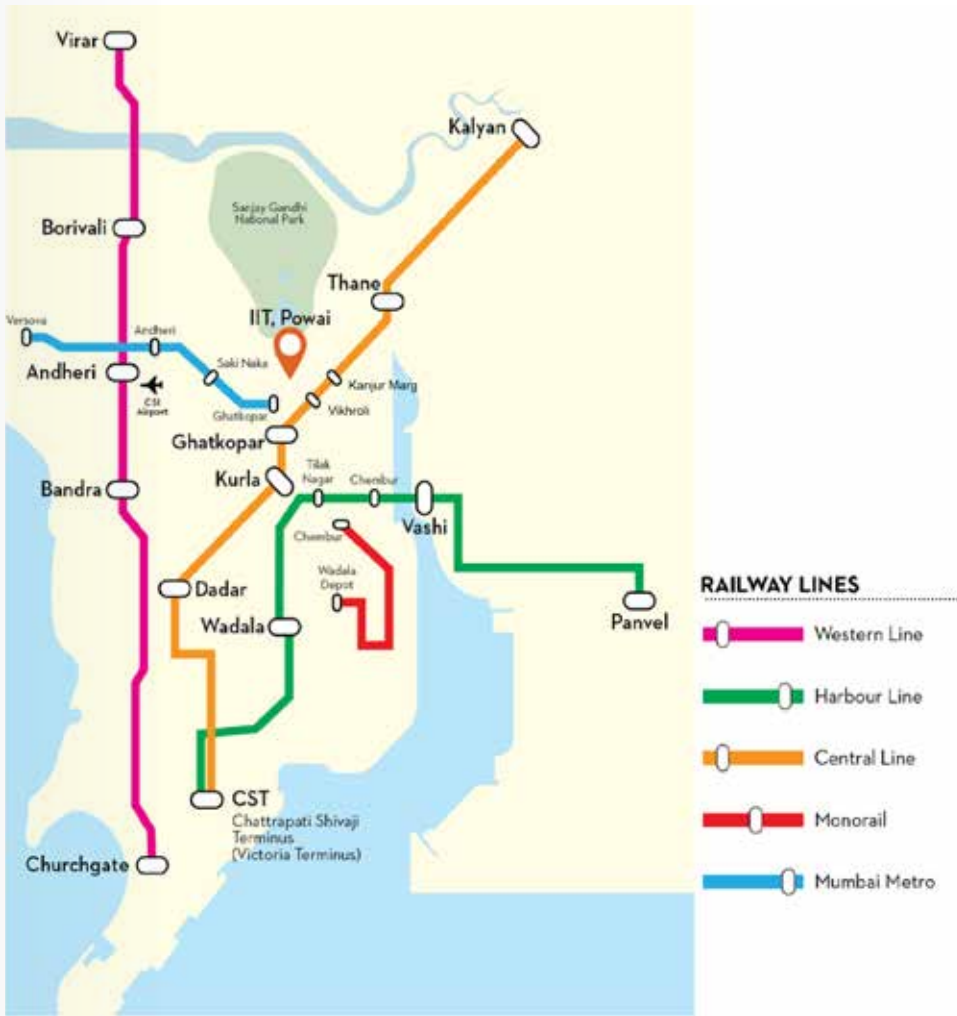 Virar
Kalyan
Sanjay Gandhi
National Park
Borivali
Thane
IIT, Powai
Versova
Andheri
Andheri
Saki Naka
CSI
Airport
Kanjur Marg
Ghatkopar
Vikhroli
Ghatkopar
Kurla
Tilak
Nagar
Chembur
Bandra
Vashi
Chembur
Wadala
Depot
Dadar
Wadala
Panvel
CST
Chattrapati Shivaji
Terminus
(Victoria Terminus)
Churchgate
RAILWAY LINES
Western Line
Harbour Line
Central Line
Monorail
Mumbai Metro